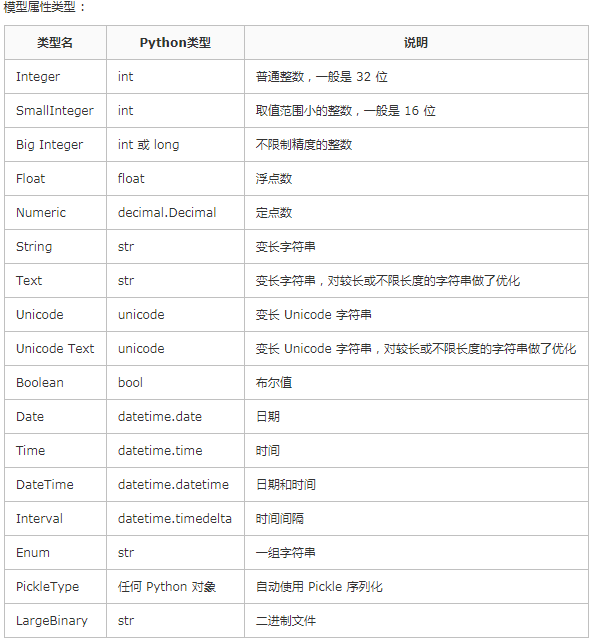 模型属性类型：
类型名 Python类型 说明
Integer int 普通整数，一般是 32 位
SmallInteger int 取值范围小的整数，一般是 16 位
Big Integer int 或 long 不限制精度的整数
Float float 浮点数
Numeric decimal.Decimal 定点数
String str 变长字符串
Text str 变长字符串，对较长或不限长度的字符串做了优化
Unicode unicode 变长 Unicode 字符串
Unicode Text unicode 变长 Unicode 字符串，对较长或不限长度的字符串做了优化
Boolean bool 布尔值
Date datetime.date 日期
Time datetime.time 时间
DateTime datetime.datetime 日期和时间
Interval datetime.timedelta 时间间隔
Enum str 一组字符串
PickleType 任何 Python 对象 自动使用 Pickle 序列化
LargeBinary str 二进制文件